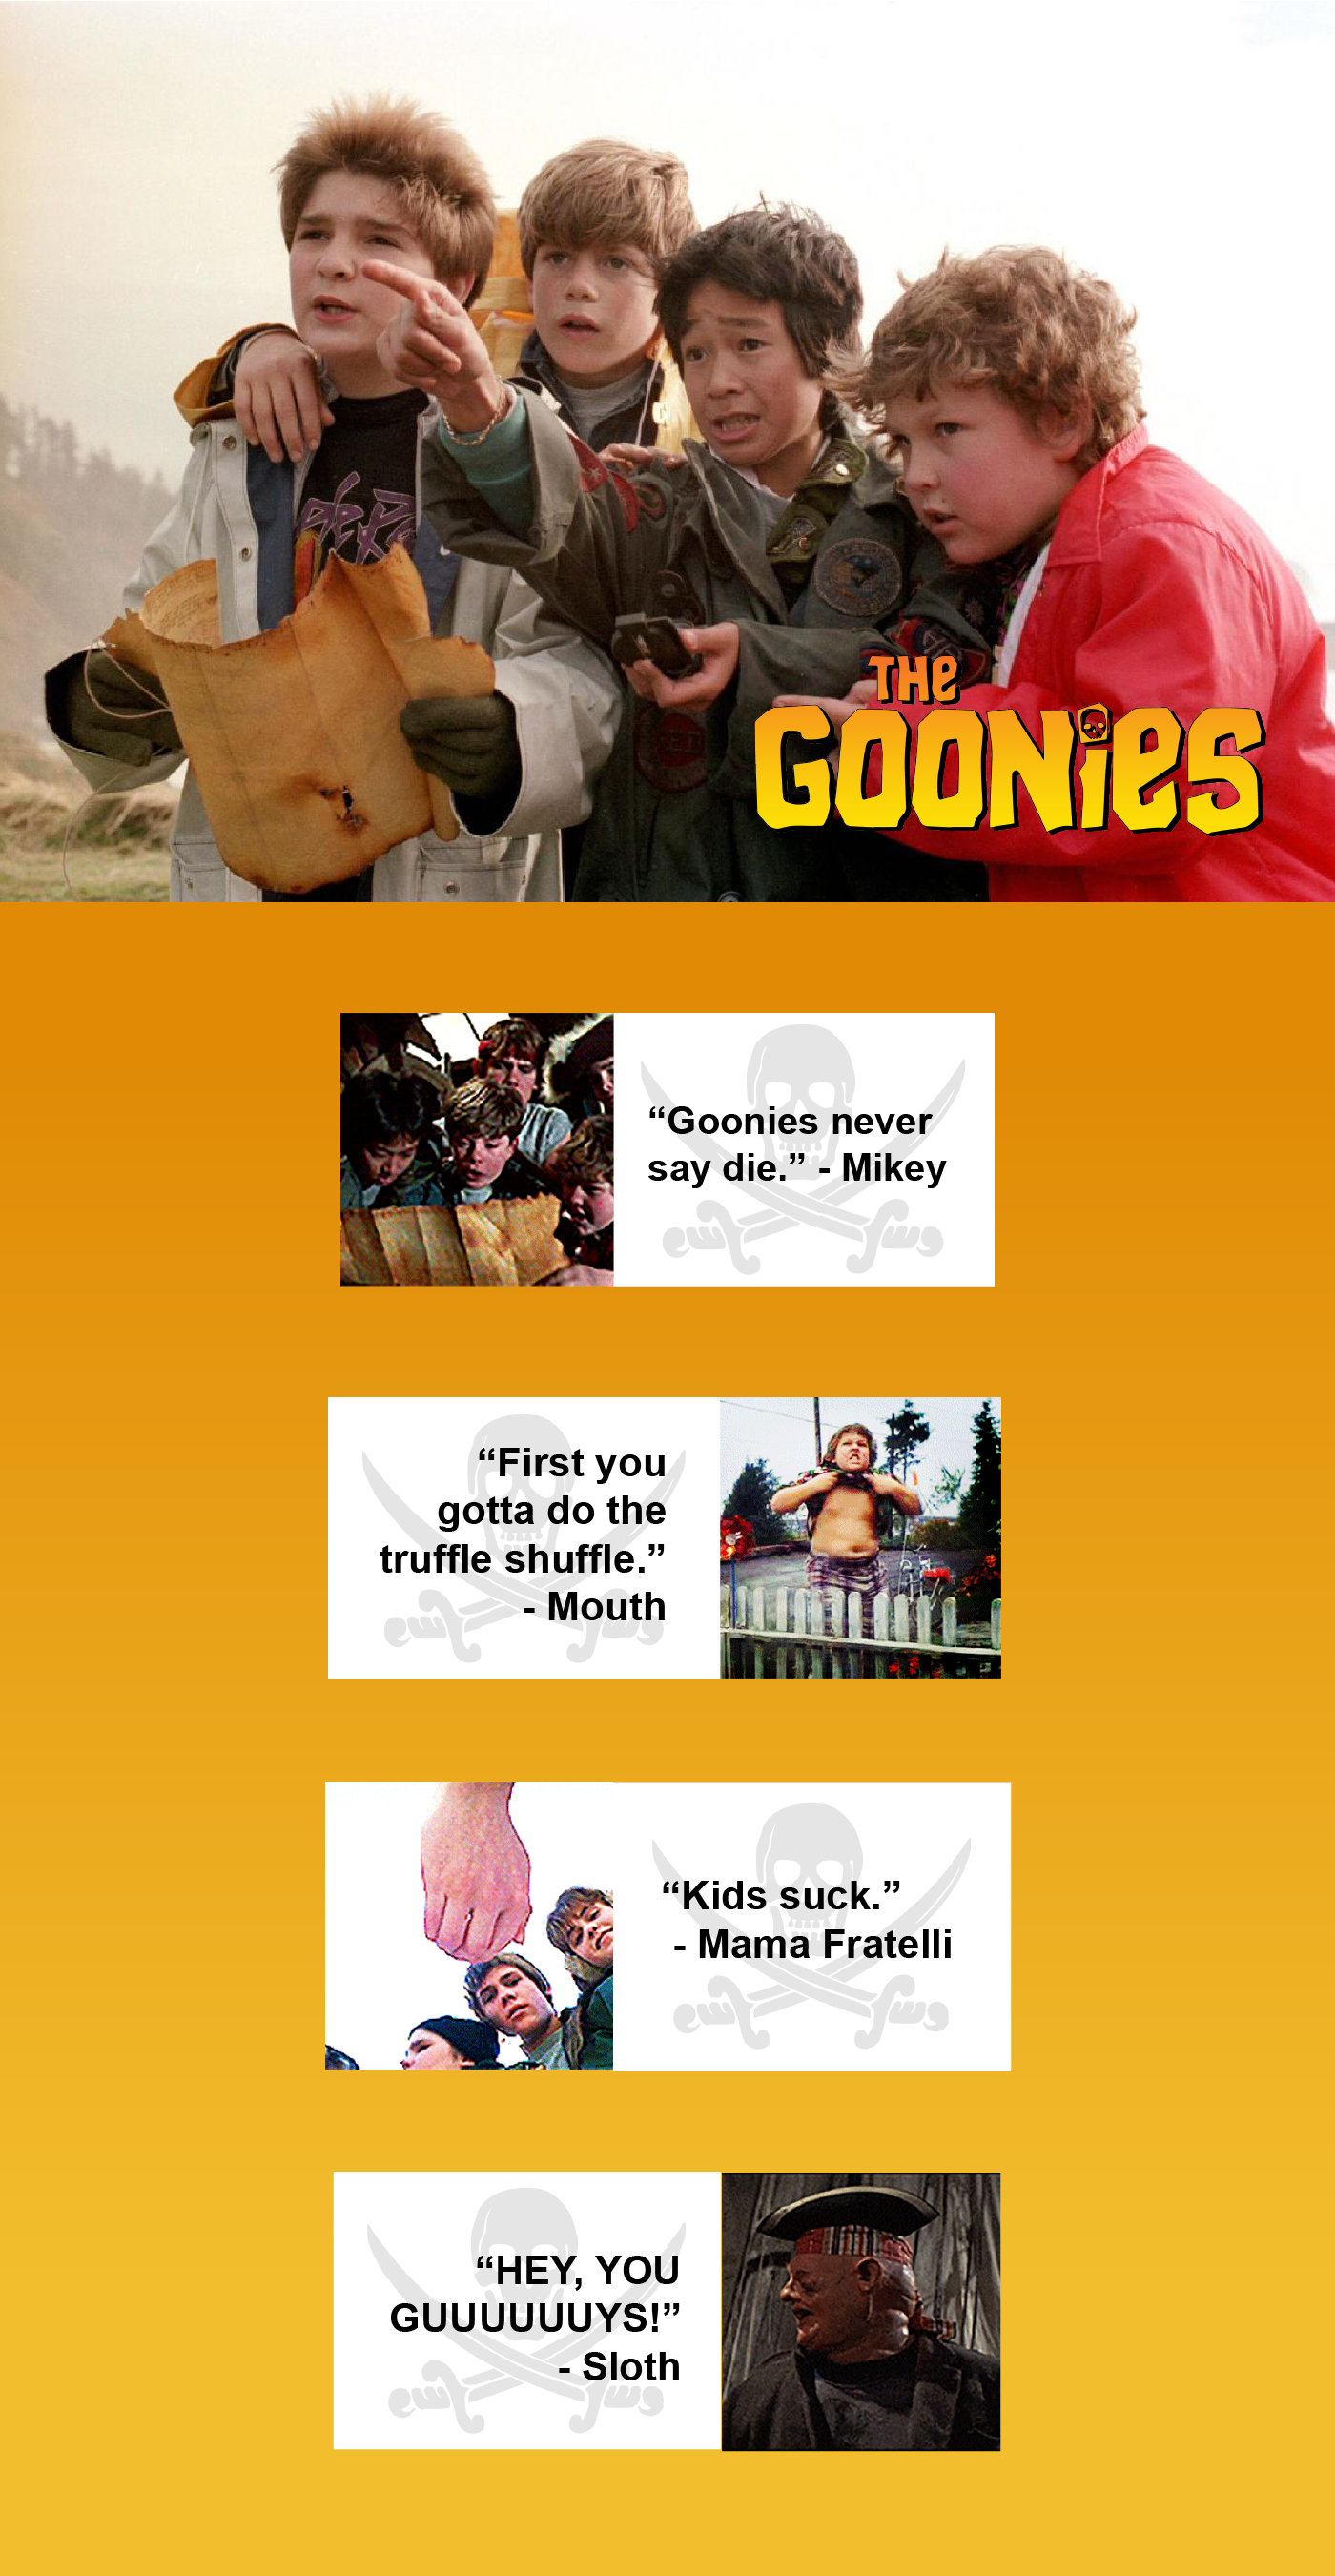 THE
GOONiES
“Goonies never
say die.” - Mikey
“First you
gotta do the
truffle shuffle.”
- Mouth
“Kids suck.”
- Mama Fratelli
“HEY, YOU
GUUUUUUYS!”
- Sloth